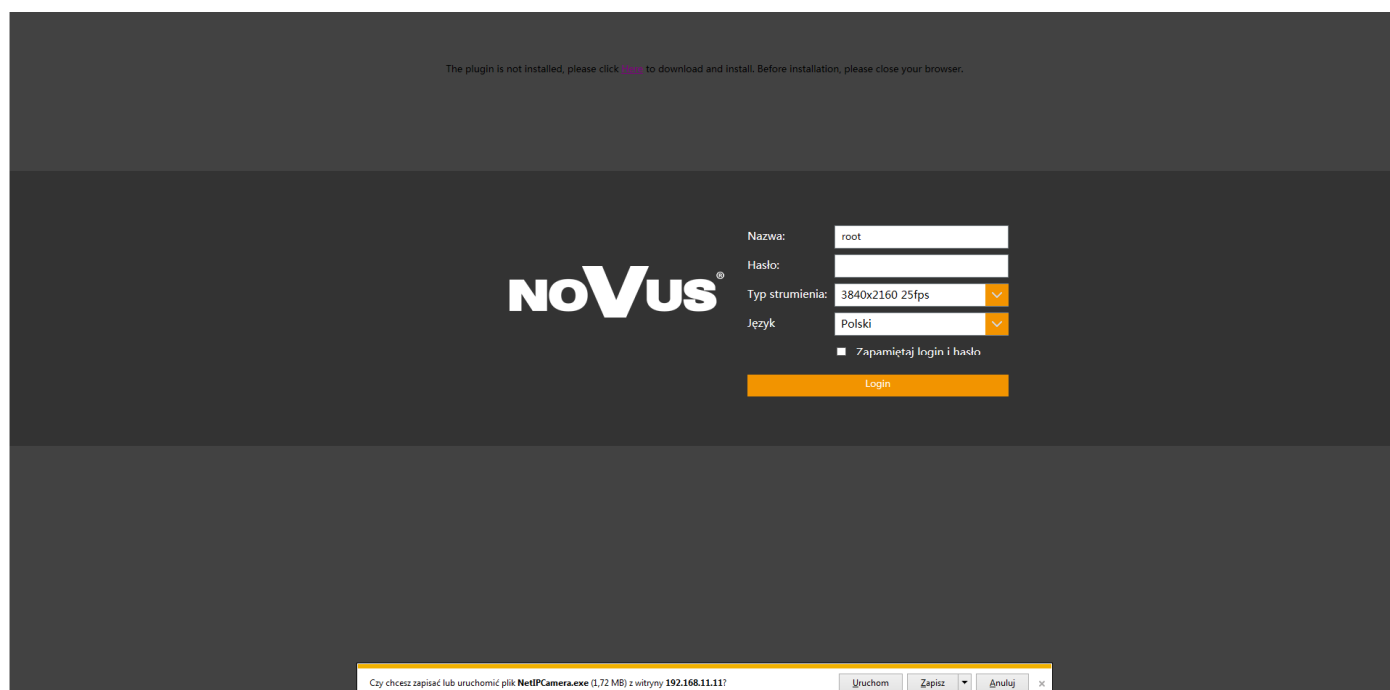 The plugin is not installed, please click Here to download and install. Before installation, please close your browser.
NOVUS®
Nazwa: root
Hasło:
Typ strumienia: 3840x2160 25fps
Język Polski
Zapamiętaj login i hasło
Login
Czy chcesz zapisać lub uruchomić plik NetIPCamera.exe (1,72 MB) z witryny 192.168.11.11? Uruchom Zapisz Anuluj ×